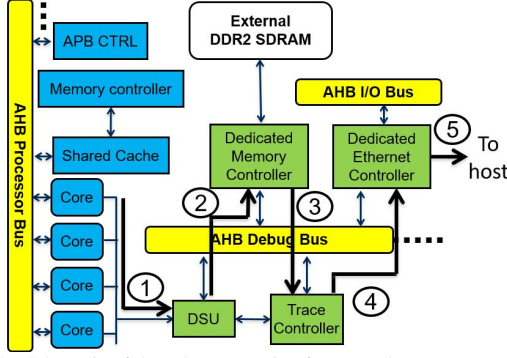 External
DDR2 SDRAM
APB CTRL
AHB I/O Bus
Memory controller
Dedicated
Memory
Controller
Dedicated
Ethernet
Controller
5
To
host
Shared Cache
AHB Processor Bus
Core
2
3
Core
AHB Debug Bus
Core
1
4
DSU
Trace
Controller
Core